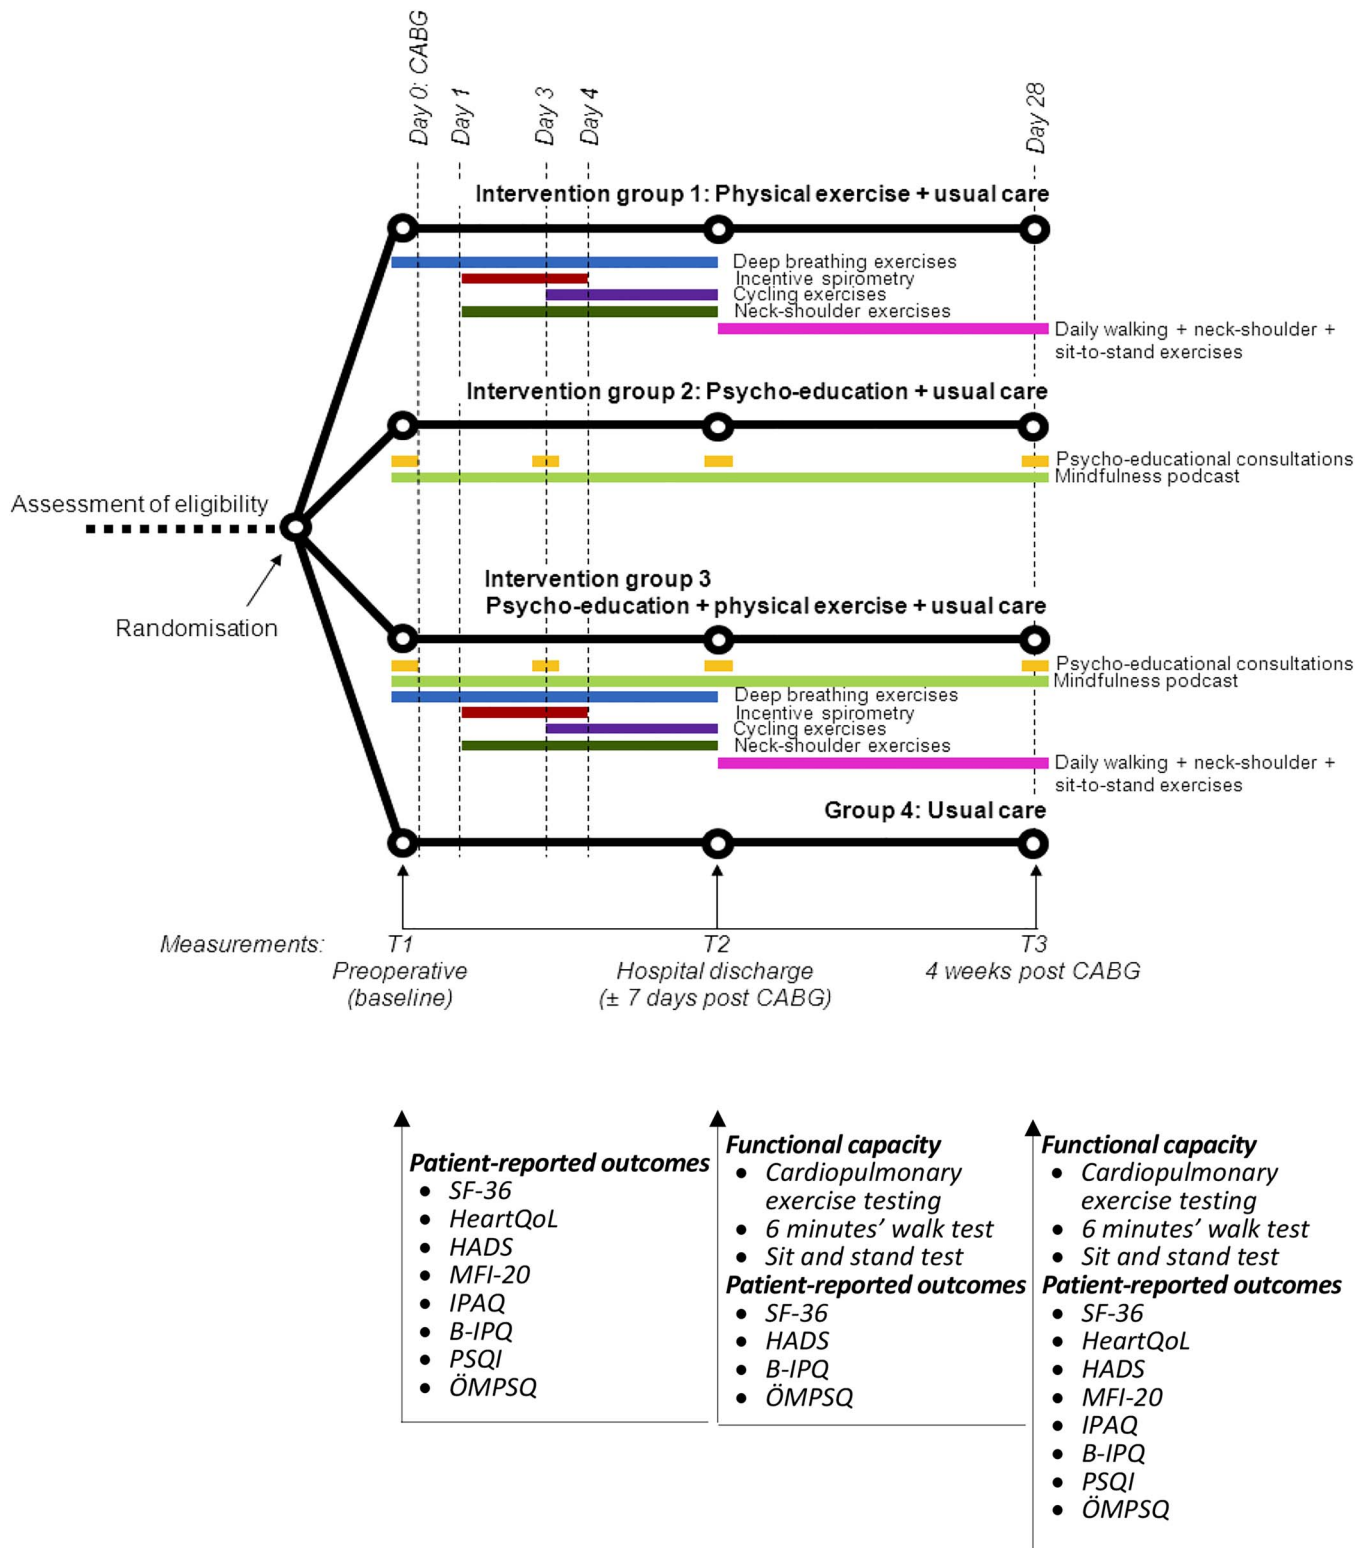 Day 0: CABG
Day 1
Day 3
Day 4
Day 28
Intervention group 1: Physical exercise + usual care
Deep breathing exercises
Incentive spirometry
Cycling exercises
Neck-shoulder exercises
Daily walking + neck-shoulder +
sit-to-stand exercises
Intervention group 2: Psycho-education + usual care
Psycho-educational consultations
Mindfulness podcast
Assessment of eligibility
Randomisation
Intervention group 3
Psycho-education + physical exercise + usual care
Psycho-educational consultations
Mindfulness podcast
Deep breathing exercises
Incentive spirometry
Cycling exercises
Neck-shoulder exercises
Daily walking + neck-shoulder +
sit-to-stand exercises
Group 4: Usual care
Measurements:
T1
Preoperative
(baseline)
T2
Hospital discharge
(± 7 days post CABG)
T3
4 weeks post CABG
Patient-reported outcomes
• SF-36
• HeartQoL
• HADS
• MFI-20
• IPAQ
• B-IPQ
• PSQI
• ÖMPSQ
Functional capacity
• Cardiopulmonary
exercise testing
• 6 minutes’ walk test
• Sit and stand test
Patient-reported outcomes
• SF-36
• HADS
• B-IPQ
• ÖMPSQ
Functional capacity
• Cardiopulmonary
exercise testing
• 6 minutes’ walk test
• Sit and stand test
Patient-reported outcomes
• SF-36
• HeartQoL
• HADS
• MFI-20
• IPAQ
• B-IPQ
• PSQI
• ÖMPSQ